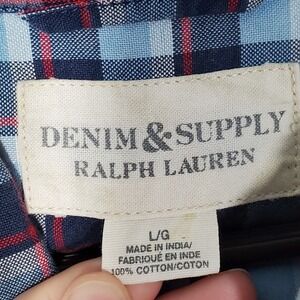 DENIM & SUPPLY
RALPH LAUREN
L/G
MADE IN INDIA/
FABRIQUÉ EN INDE
100% COTTON/COTON